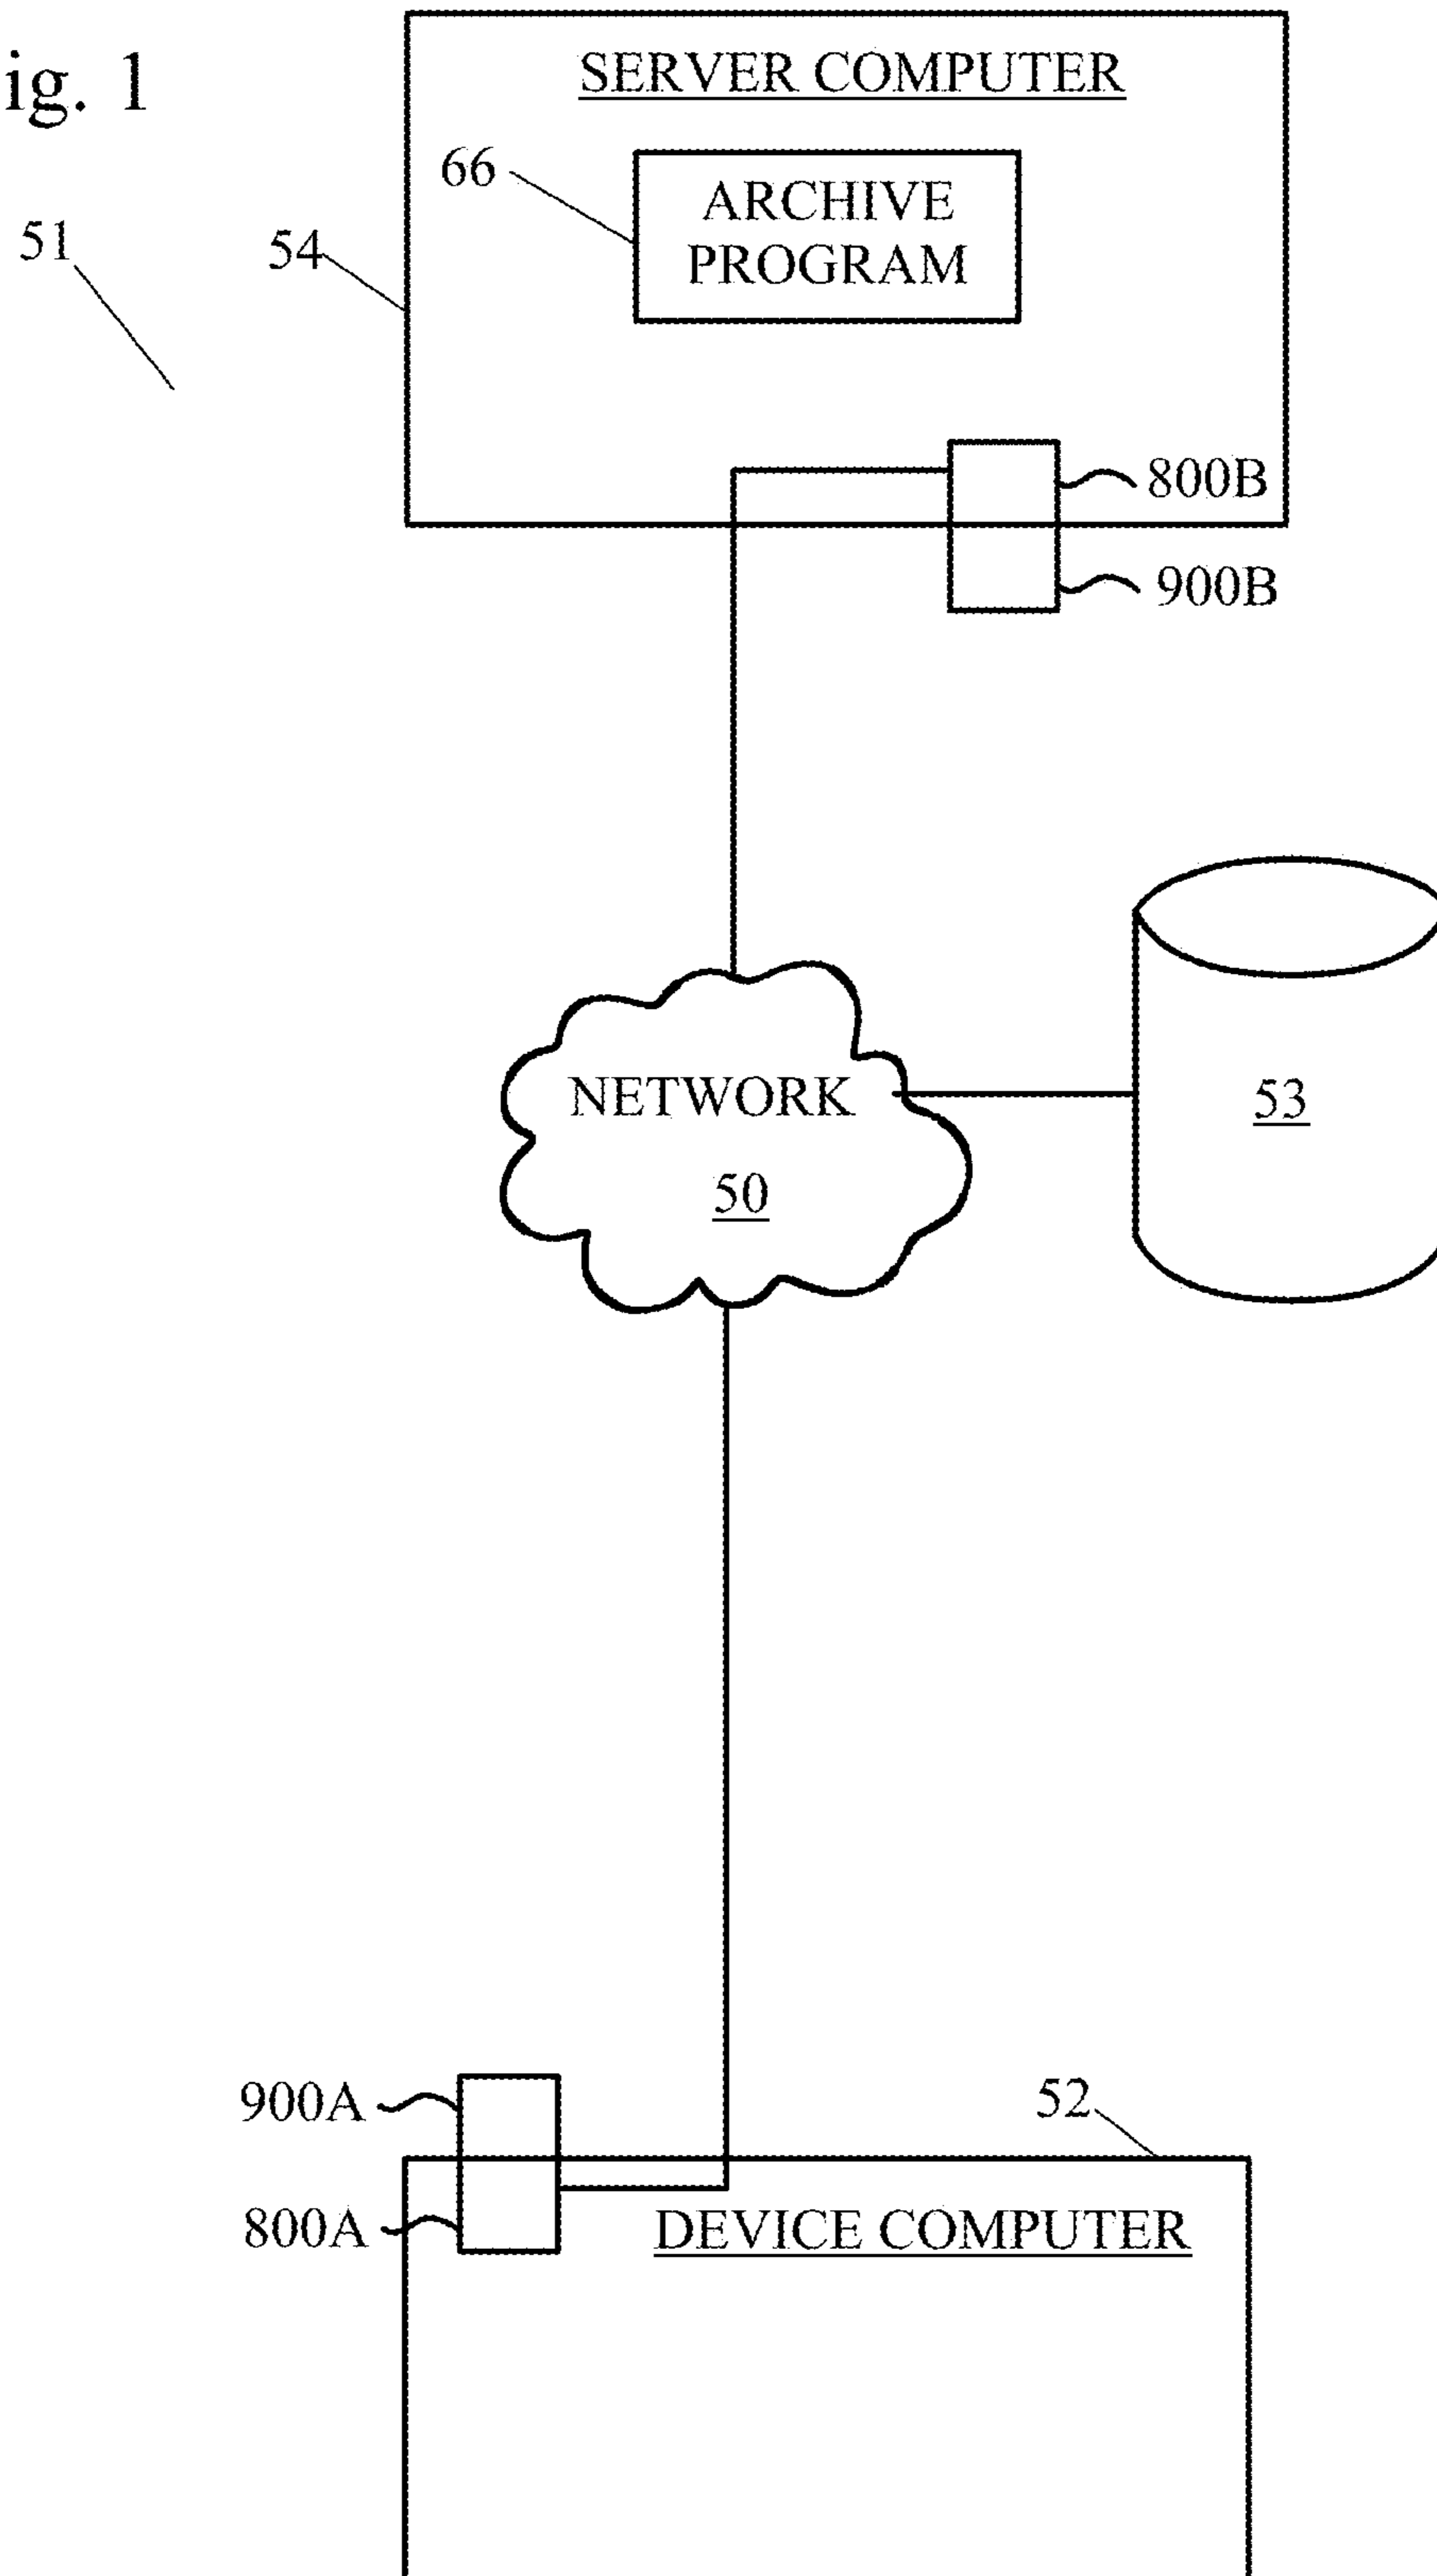 ig. 1
SERVER COMPUTER
66
ARCHIVE
PROGRAM
51
54
800B
900B
NETWORK
53
50
900A
52
800A
DEVICE COMPUTER